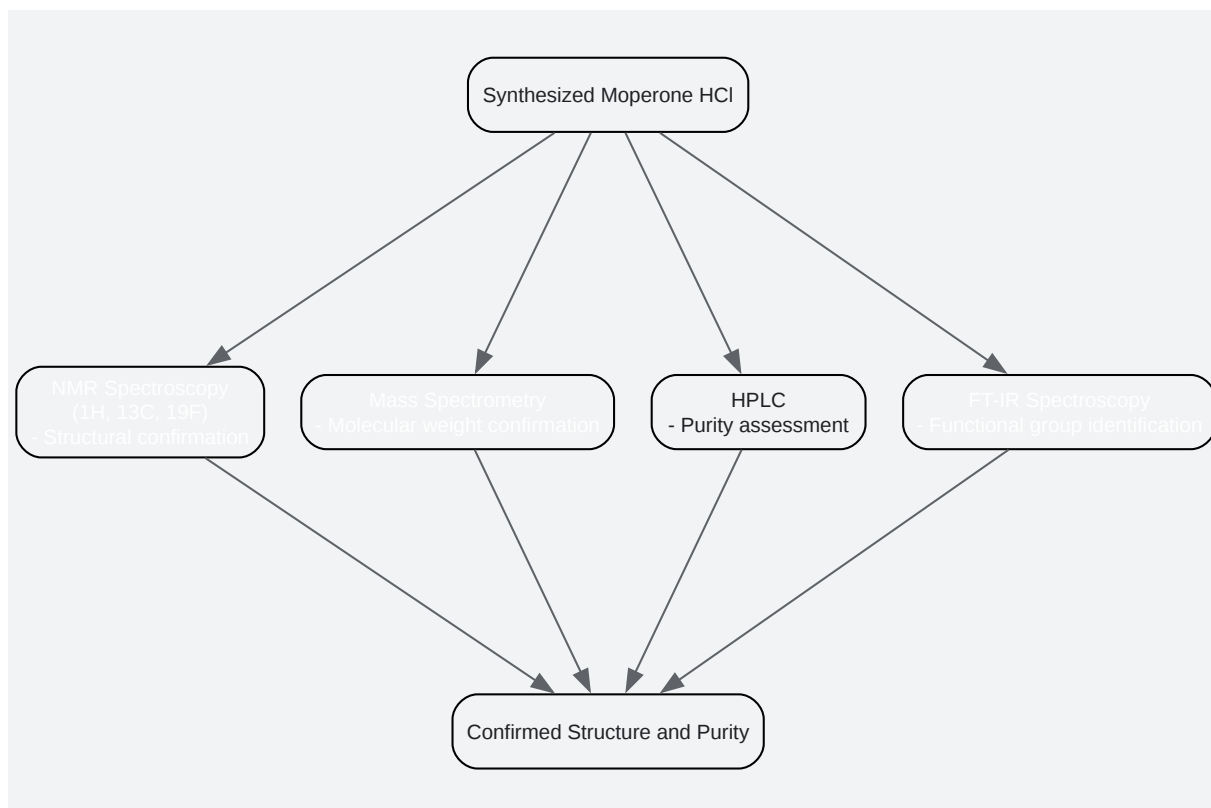 Synthesized Moperone HCl
NMR Spectroscopy
(1H, 13C, 19F)
- Structural confirmation
Mass Spectrometry
- Molecular weight confirmation
HPLC
- Purity assessment
FT-IR Spectroscopy
- Functional group identification
Confirmed Structure and Purity